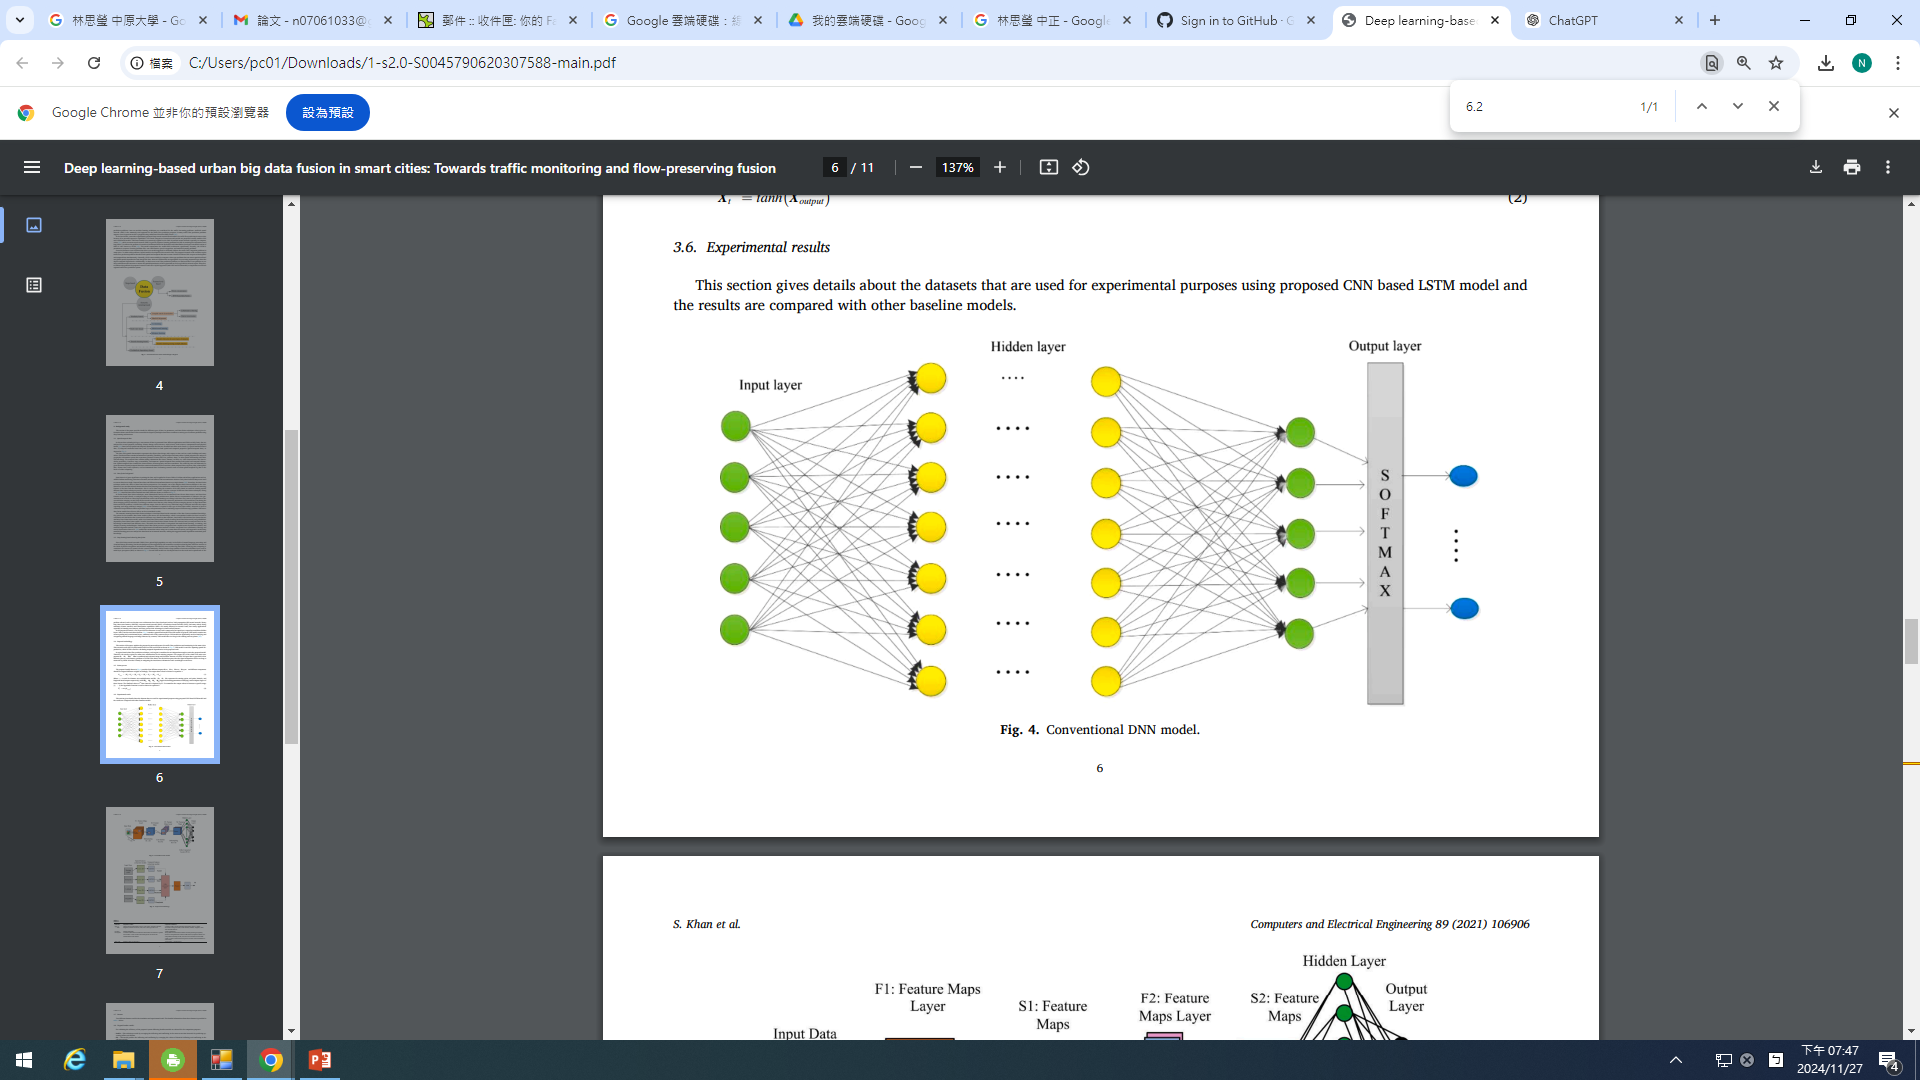 林思螢 中原大學 - Go
論文 - n07061033@g
郵件 :: 收件匣: 你的 F
Google 雲端硬碟：
我的雲端硬碟 - Goog
林思螢 中正 - Google
Sign in to GitHub · G
Deep learning-base
ChatGPT
檔案
C:/Users/pc01/Downloads/1-s2.0-S0045790620307588-main.pdf
N
Google Chrome 並非你的預設瀏覽器
設為預設
6.2
1/1
Deep learning-based urban big data fusion in smart cities: Towards traffic monitoring and flow-preserving fusion
6 / 11
137%
4
5
6
7
(2)
3.6. Experimental results
This section gives details about the datasets that are used for experimental purposes using proposed CNN based LSTM model and
the results are compared with other baseline models.
Hidden layer
Output layer
Input layer
S
O
F
T
M
A
X
Fig. 4. Conventional DNN model.
6
S. Khan et al.
Computers and Electrical Engineering 89 (2021) 106906
Hidden Layer
F1: Feature Maps
Layer
S1: Feature
Maps
F2: Feature
Maps Layer
S2: Feature
Maps
Output
Layer
Input Data
下午 07:47
2024/11/27
4